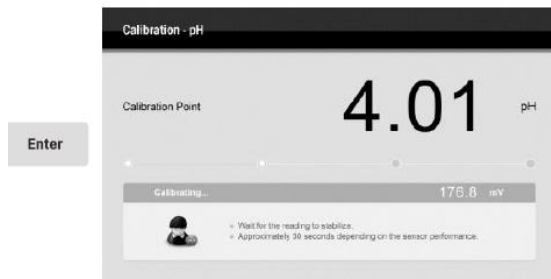 Calibration - pH
Calibration Point
4.01 pH
Enter
Calibrating...
176.8 mV
Wait for the reading to stabilize.
Approximately 30 seconds depending on the sensor performance.